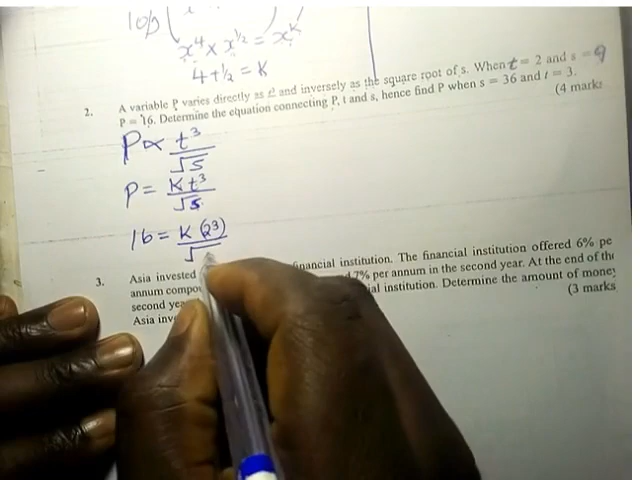 x⁴ × x^½ = x^k
4 + ½ = K
2. A variable P varies directly as t³ and inversely as the square root of s. When t = 2 and s = 9
P = 16. Determine the equation connecting P, t and s, hence find P when s = 36 and t = 3.
(4 marks
P ∝ t³/√s
P = Kt³/√s
16 = K(2³)/√
3. Asia invested financial institution. The financial institution offered 6% pe
annum compo 7% per annum in the second year. At the end of the
second yea ial institution. Determine the amount of money
Asia inv (3 marks